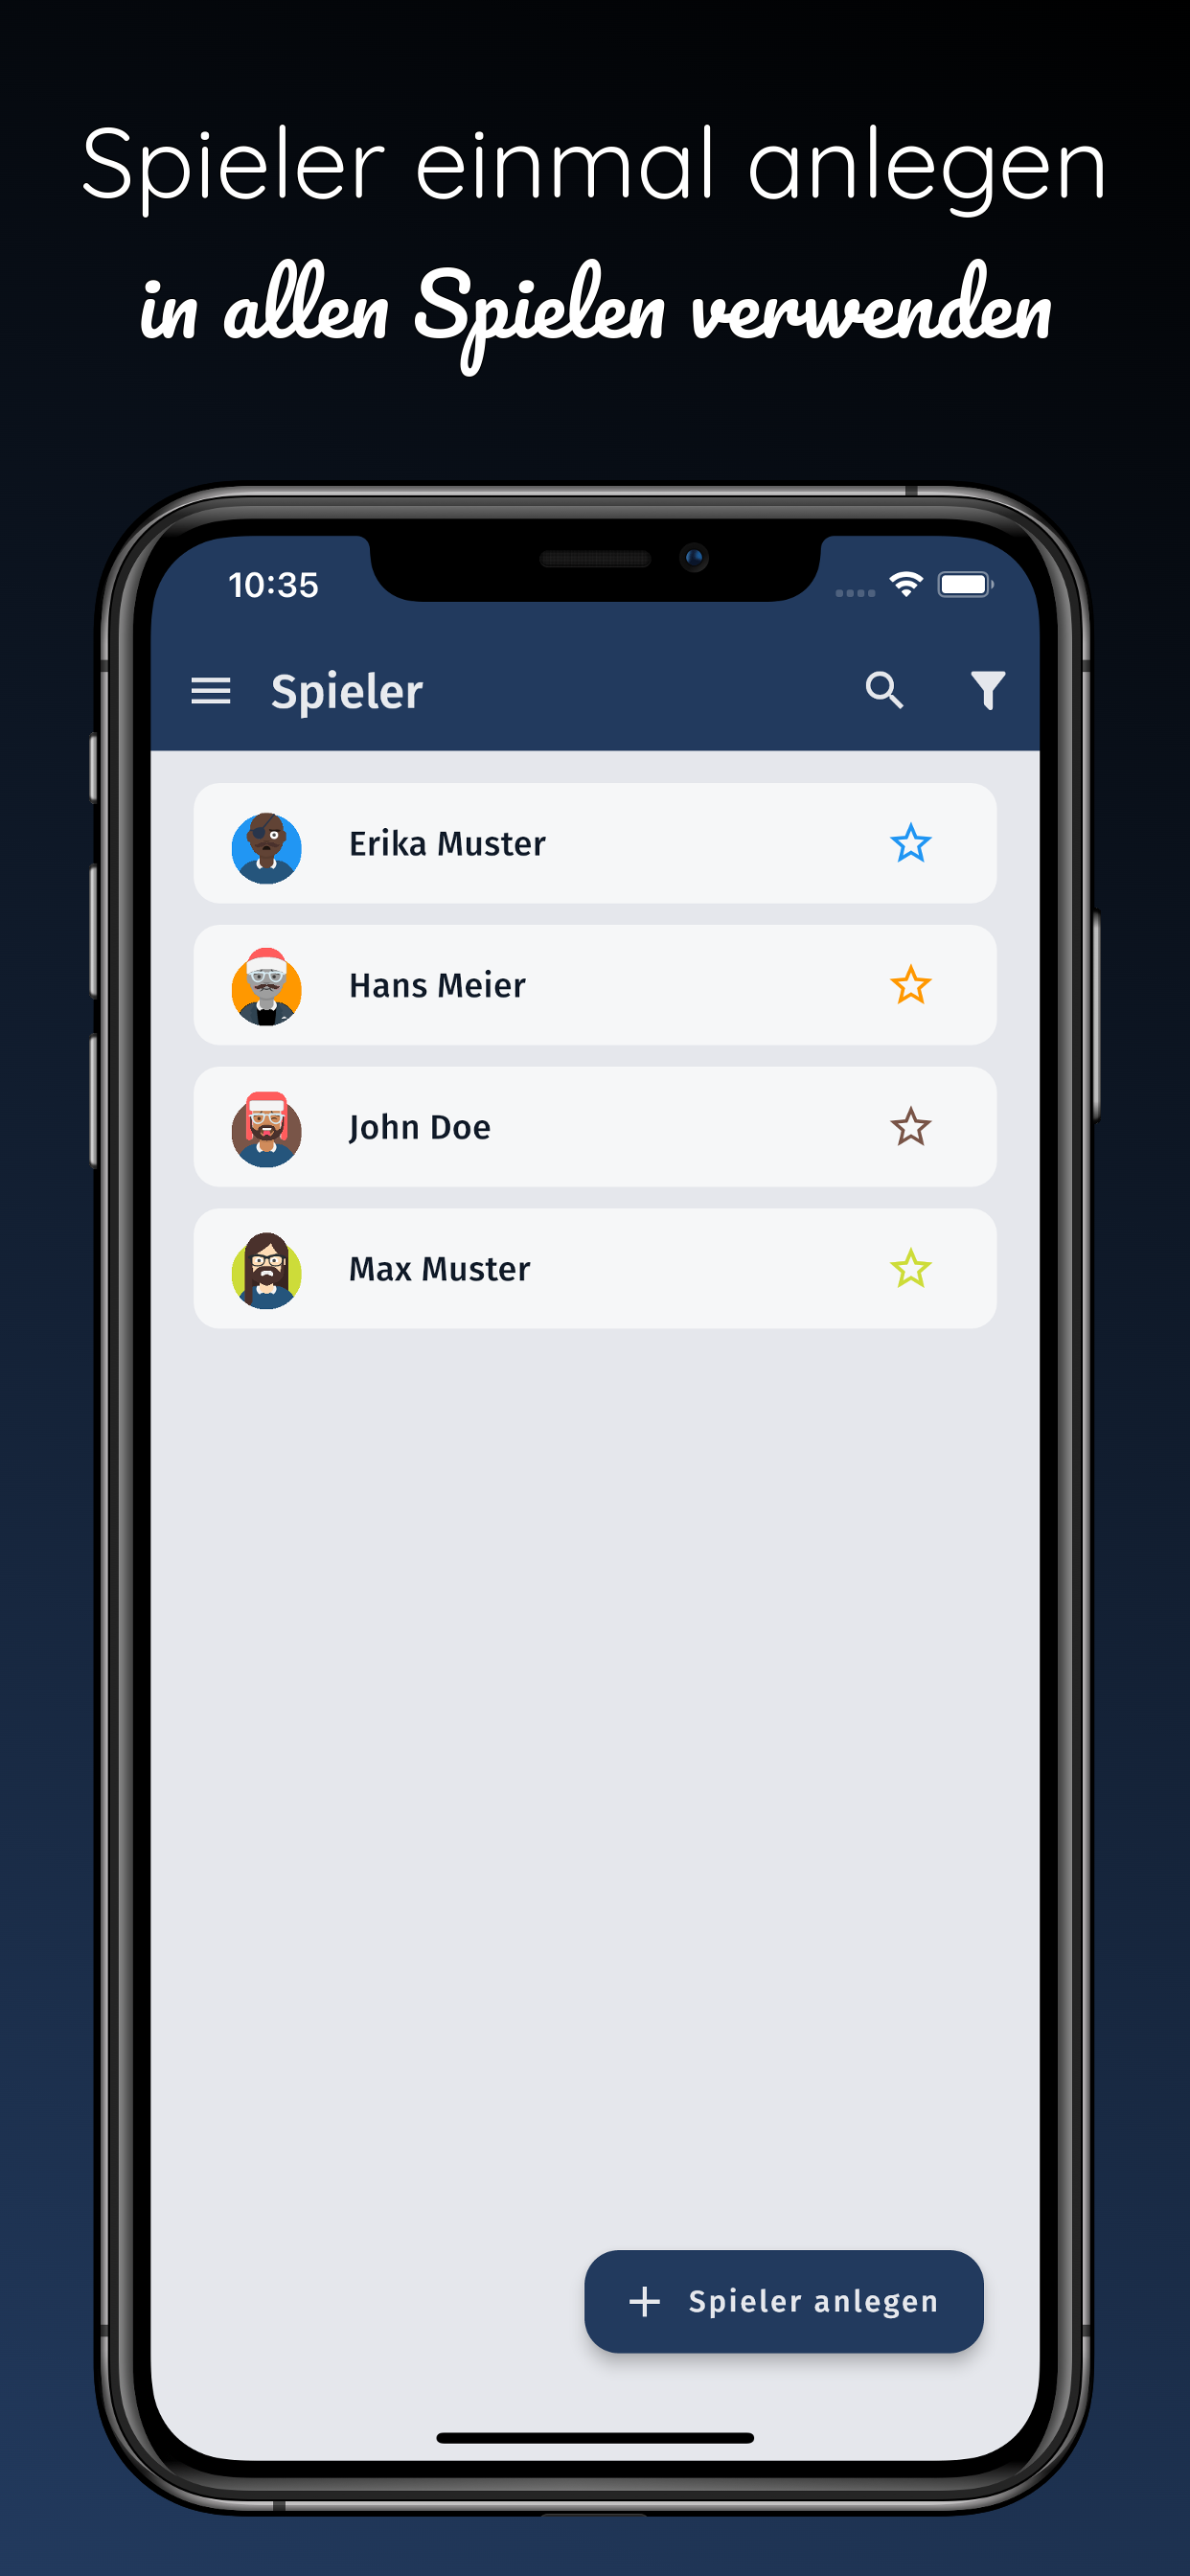 Spieler einmal anlegen
in allen Spielen verwenden
10:35
Spieler
Erika Muster
Hans Meier
John Doe
Max Muster
Spieler anlegen